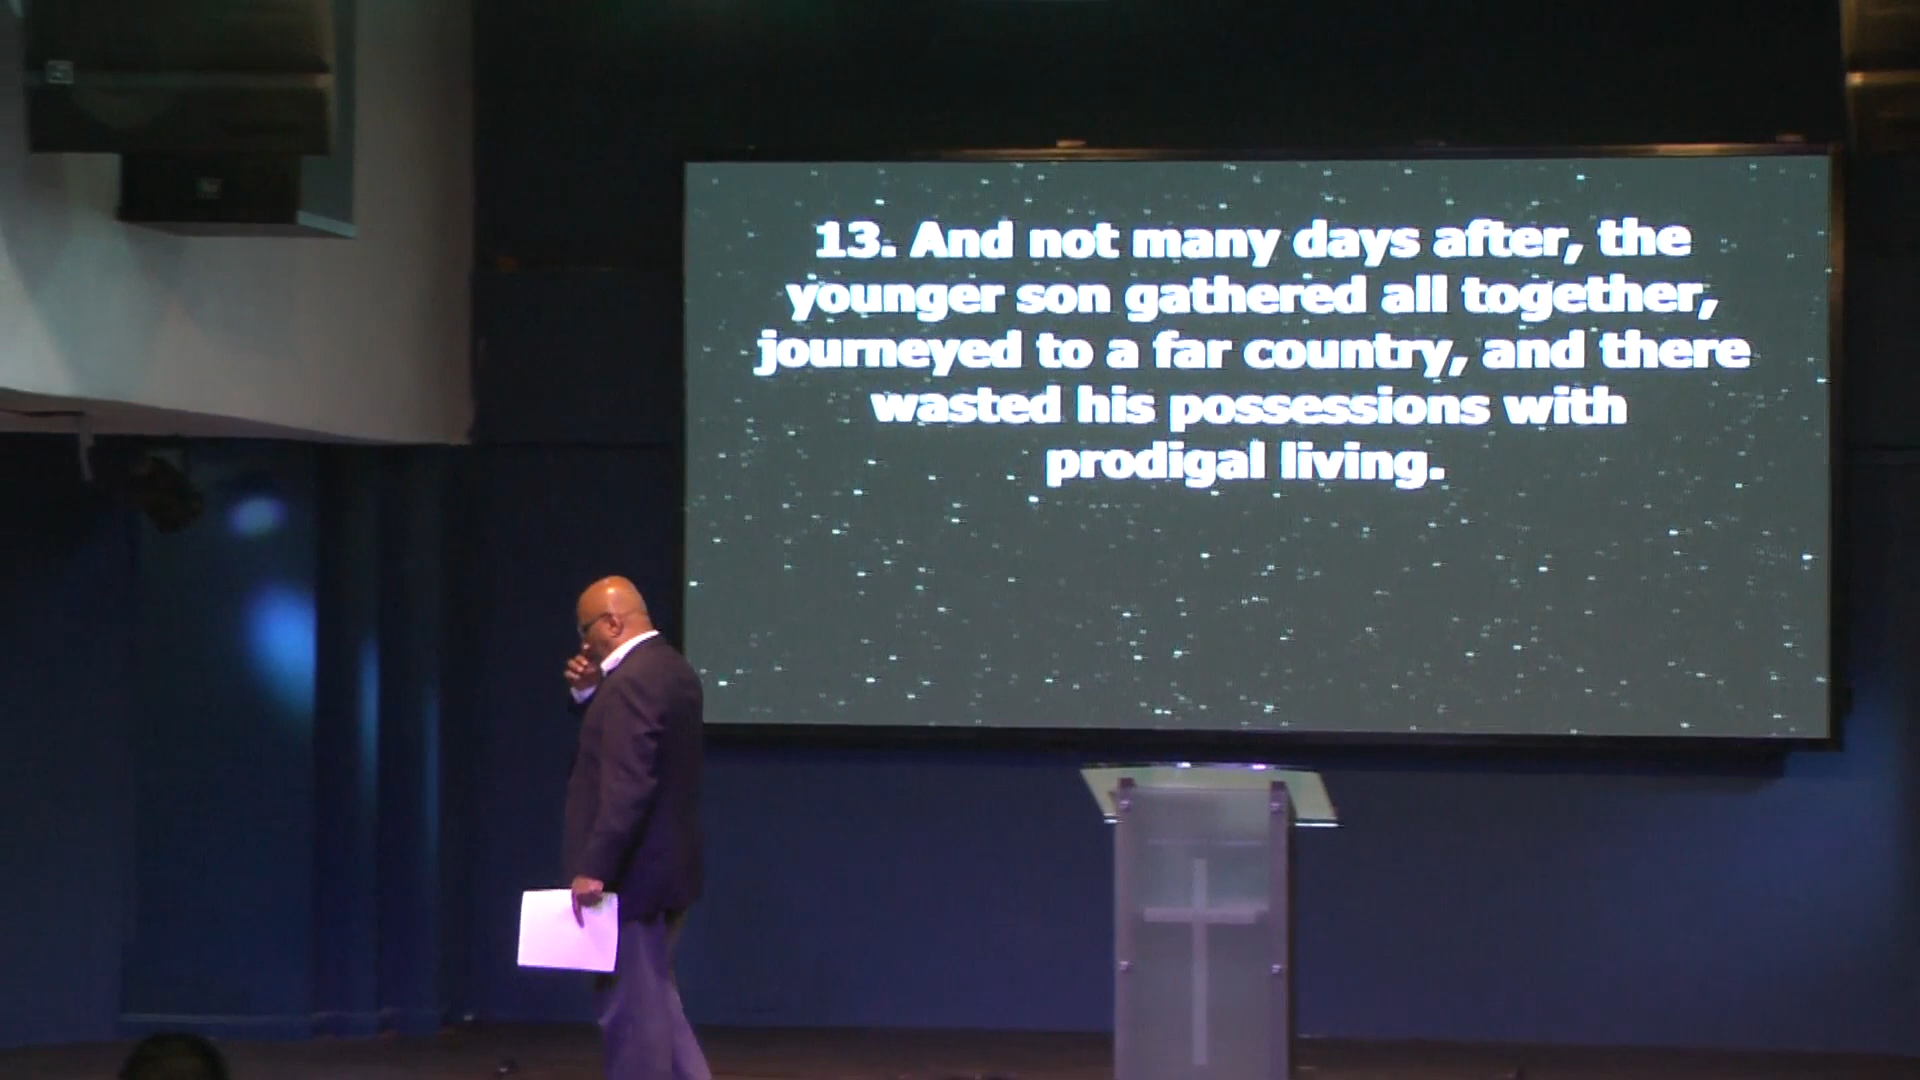 13. And not many days after, the
younger son gathered all together,
journeyed to a far country, and there
wasted his possessions with
prodigal living.